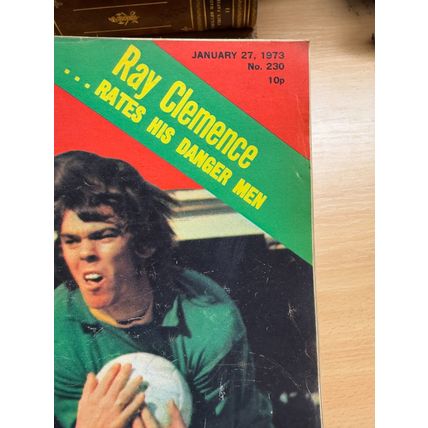 JANUARY 27, 1973
No. 230
10p
Ray Clemence
... RATES HIS DANGER MEN